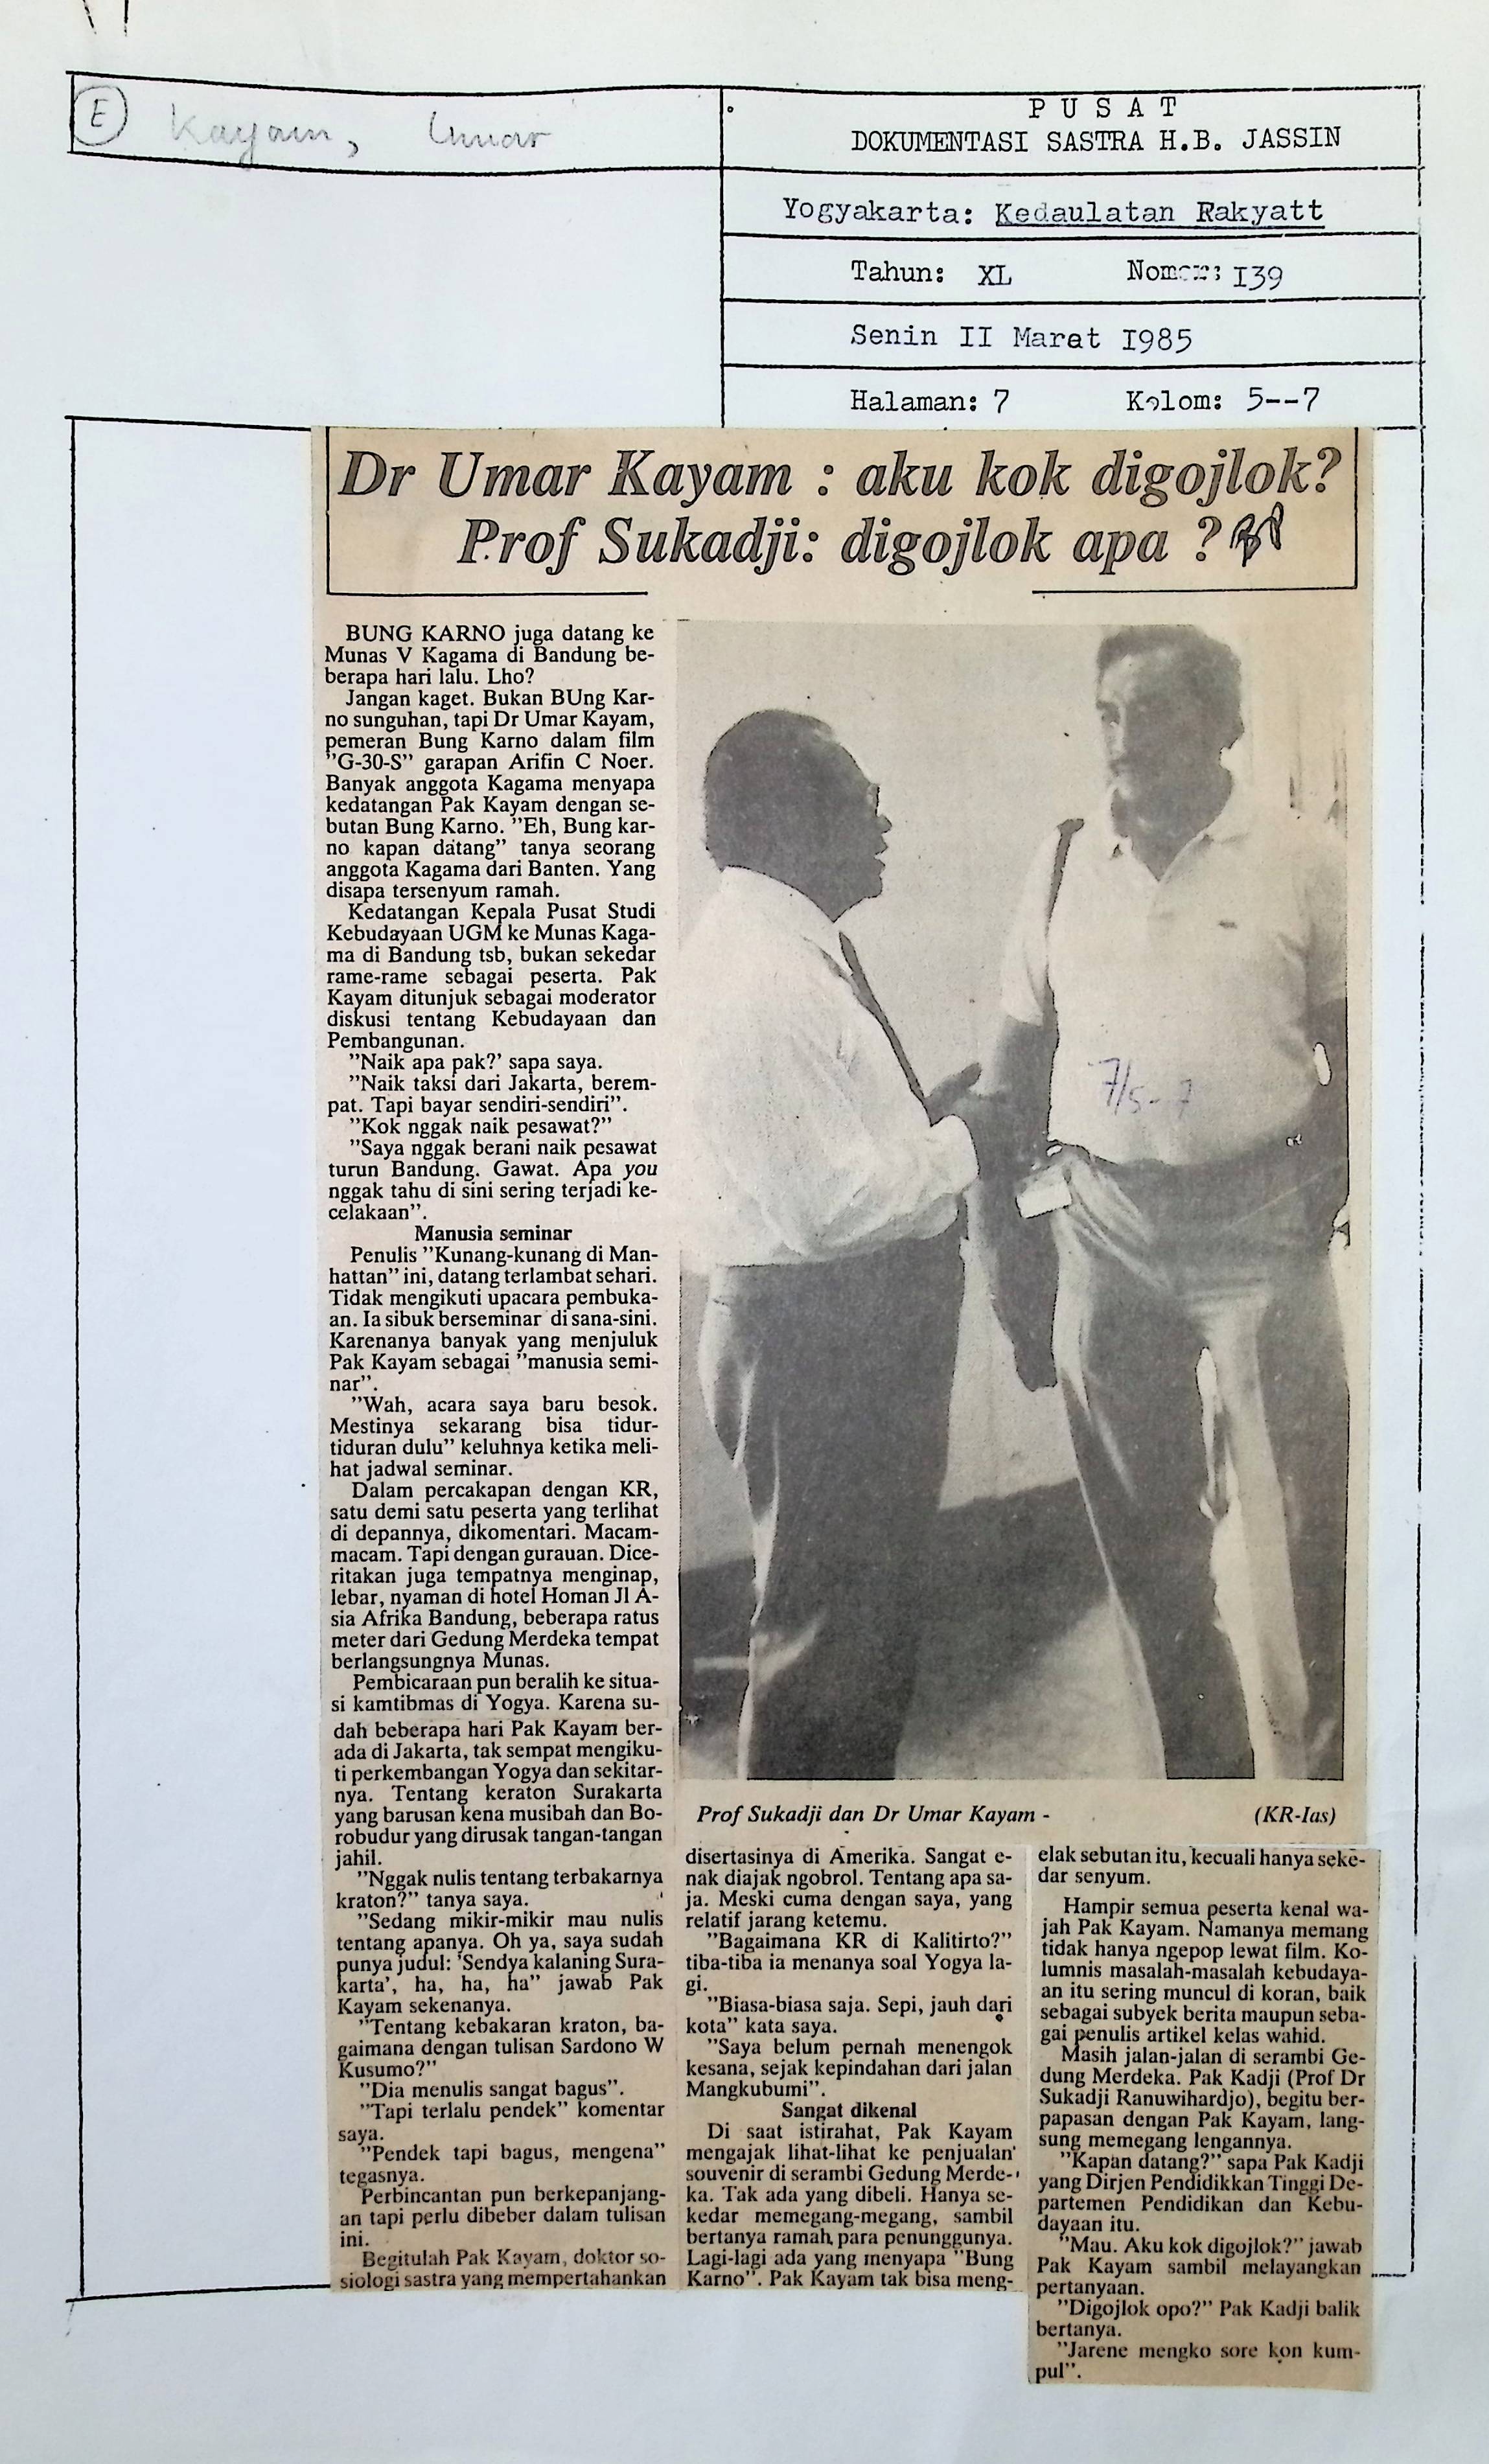 E Kayam, Umar
P U S A T
DOKUMENTASI SASTRA H.B. JASSIN
Yogyakarta: Kedaulatan Rakyatt
Tahun: XL Nomor: I39
Senin II Maret I985
Halaman: 7 Kolom: 5--7
Dr Umar Kayam : aku kok digojlok?
Prof Sukadji: digojlok apa ?
BUNG KARNO juga datang ke
Munas V Kagama di Bandung be-
berapa hari lalu. Lho?
Jangan kaget. Bukan BUng Kar-
no sunguhan, tapi Dr Umar Kayam,
pemeran Bung Karno dalam film
"G-30-S" garapan Arifin C Noer.
Banyak anggota Kagama menyapa
kedatangan Pak Kayam dengan se-
butan Bung Karno. "Eh, Bung kar-
no kapan datang" tanya seorang
anggota Kagama dari Banten. Yang
disapa tersenyum ramah.
Kedatangan Kepala Pusat Studi
Kebudayaan UGM ke Munas Kaga-
ma di Bandung tsb, bukan sekedar
rame-rame sebagai peserta. Pak
Kayam ditunjuk sebagai moderator
diskusi tentang Kebudayaan dan
Pembangunan.
"Naik apa pak?' sapa saya.
"Naik taksi dari Jakarta, berem-
pat. Tapi bayar sendiri-sendiri".
"Kok nggak naik pesawat?"
"Saya nggak berani naik pesawat
turun Bandung. Gawat. Apa you
nggak tahu di sini sering terjadi ke-
celakaan".
Manusia seminar
Penulis "Kunang-kunang di Man-
hattan" ini, datang terlambat sehari.
Tidak mengikuti upacara pembuka-
an. Ia sibuk berseminar di sana-sini.
Karenanya banyak yang menjuluk
Pak Kayam sebagai "manusia semi-
nar".
"Wah, acara saya baru besok.
Mestinya sekarang bisa tidur-
tiduran dulu" keluhnya ketika meli-
hat jadwal seminar.
Dalam percakapan dengan KR,
satu demi satu peserta yang terlihat
di depannya, dikomentari. Macam-
macam. Tapi dengan gurauan. Dice-
ritakan juga tempatnya menginap,
lebar, nyaman di hotel Homan Jl A-
sia Afrika Bandung, beberapa ratus
meter dari Gedung Merdeka tempat
berlangsungnya Munas.
Pembicaraan pun beralih ke situa-
si kamtibmas di Yogya. Karena su-
dah beberapa hari Pak Kayam ber-
ada di Jakarta, tak sempat mengiku-
ti perkembangan Yogya dan sekitar-
nya. Tentang keraton Surakarta
yang barusan kena musibah dan Bo-
robudur yang dirusak tangan-tangan
jahil.
"Nggak nulis tentang terbakarnya
kraton?" tanya saya.
"Sedang mikir-mikir mau nulis
tentang apanya. Oh ya, saya sudah
punya judul: 'Sendya kalaning Sura-
karta', ha, ha, ha" jawab Pak
Kayam sekenanya.
"Tentang kebakaran kraton, ba-
gaimana dengan tulisan Sardono W
Kusumo?"
"Dia menulis sangat bagus".
"Tapi terlalu pendek" komentar
saya.
"Pendek tapi bagus, mengena"
tegasnya.
Perbincantan pun berkepanjang-
an tapi perlu dibeber dalam tulisan
ini.
Begitulah Pak Kayam, doktor so-
siologi sastra yang mempertahankan
7/5-7
Prof Sukadji dan Dr Umar Kayam - (KR-Ias)
disertasinya di Amerika. Sangat e-
nak diajak ngobrol. Tentang apa sa-
ja. Meski cuma dengan saya, yang
relatif jarang ketemu.
"Bagaimana KR di Kalitirto?"
tiba-tiba ia menanya soal Yogya la-
gi.
"Biasa-biasa saja. Sepi, jauh dari
kota" kata saya.
"Saya belum pernah menengok
kesana, sejak kepindahan dari jalan
Mangkubumi".
Sangat dikenal
Di saat istirahat, Pak Kayam
mengajak lihat-lihat ke penjualan
souvenir di serambi Gedung Merde-
ka. Tak ada yang dibeli. Hanya se-
kedar memegang-megang, sambil
bertanya ramah para penunggunya.
Lagi-lagi ada yang menyapa "Bung
Karno". Pak Kayam tak bisa meng-
elak sebutan itu, kecuali hanya seke-
dar senyum.
Hampir semua peserta kenal wa-
jah Pak Kayam. Namanya memang
tidak hanya ngepop lewat film. Ko-
lumnis masalah-masalah kebudaya-
an itu sering muncul di koran, baik
sebagai subyek berita maupun seba-
gai penulis artikel kelas wahid.
Masih jalan-jalan di serambi Ge-
dung Merdeka. Pak Kadji (Prof Dr
Sukadji Ranuwihardjo), begitu ber-
papasan dengan Pak Kayam, lang-
sung memegang lengannya.
"Kapan datang?" sapa Pak Kadji
yang Dirjen Pendidikkan Tinggi De-
partemen Pendidikan dan Kebu-
dayaan itu.
"Mau. Aku kok digojlok?" jawab
Pak Kayam sambil melayangkan
pertanyaan.
"Digojlok opo?" Pak Kadji balik
bertanya.
"Jarene mengko sore kon kum-
pul".